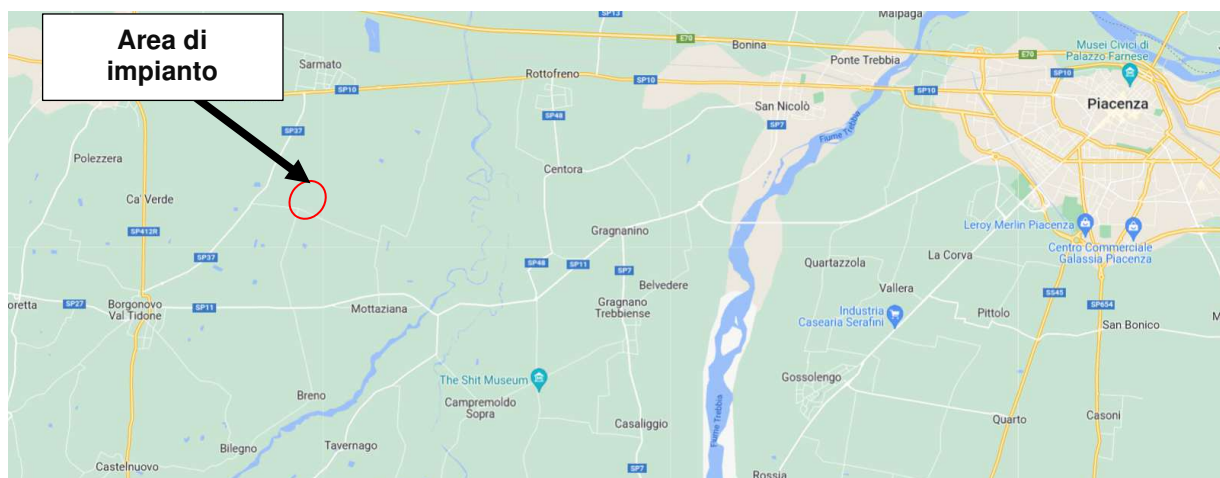 Area di
impianto
SP13
Malpaga
E70
Bonina
Ponte Trebbia
E70
Musei Civici di
Palazzo Farnese
Sarmato
Rottofreno
SP10
SP10
SP10
SP10
San Nicolò
Piacenza
SP48
SP7
SP37
Fiume Trebbia
Polezzera
Centora
Ca' Verde
SP412R
Gragnanino
Leroy Merlin Piacenza
Centro Commerciale
Galassia Piacenza
SP37
SP48
SP11
SP7
Quartazzola
La Corva
Belvedere
Vallera
SS45
SP654
oretta
SP27
Borgonovo
Val Tidone
SP11
Mottaziana
Gragnano
Trebbiense
Industria
Casearia Serafini
Pittolo
San Bonico
M
The Shit Museum
Gossolengo
Breno
Campremoldo
Sopra
Fiume Trebbia
Casaliggio
Quarto
Casoni
Bilegno
Tavernago
Castelnuovo
SP7
Rossia